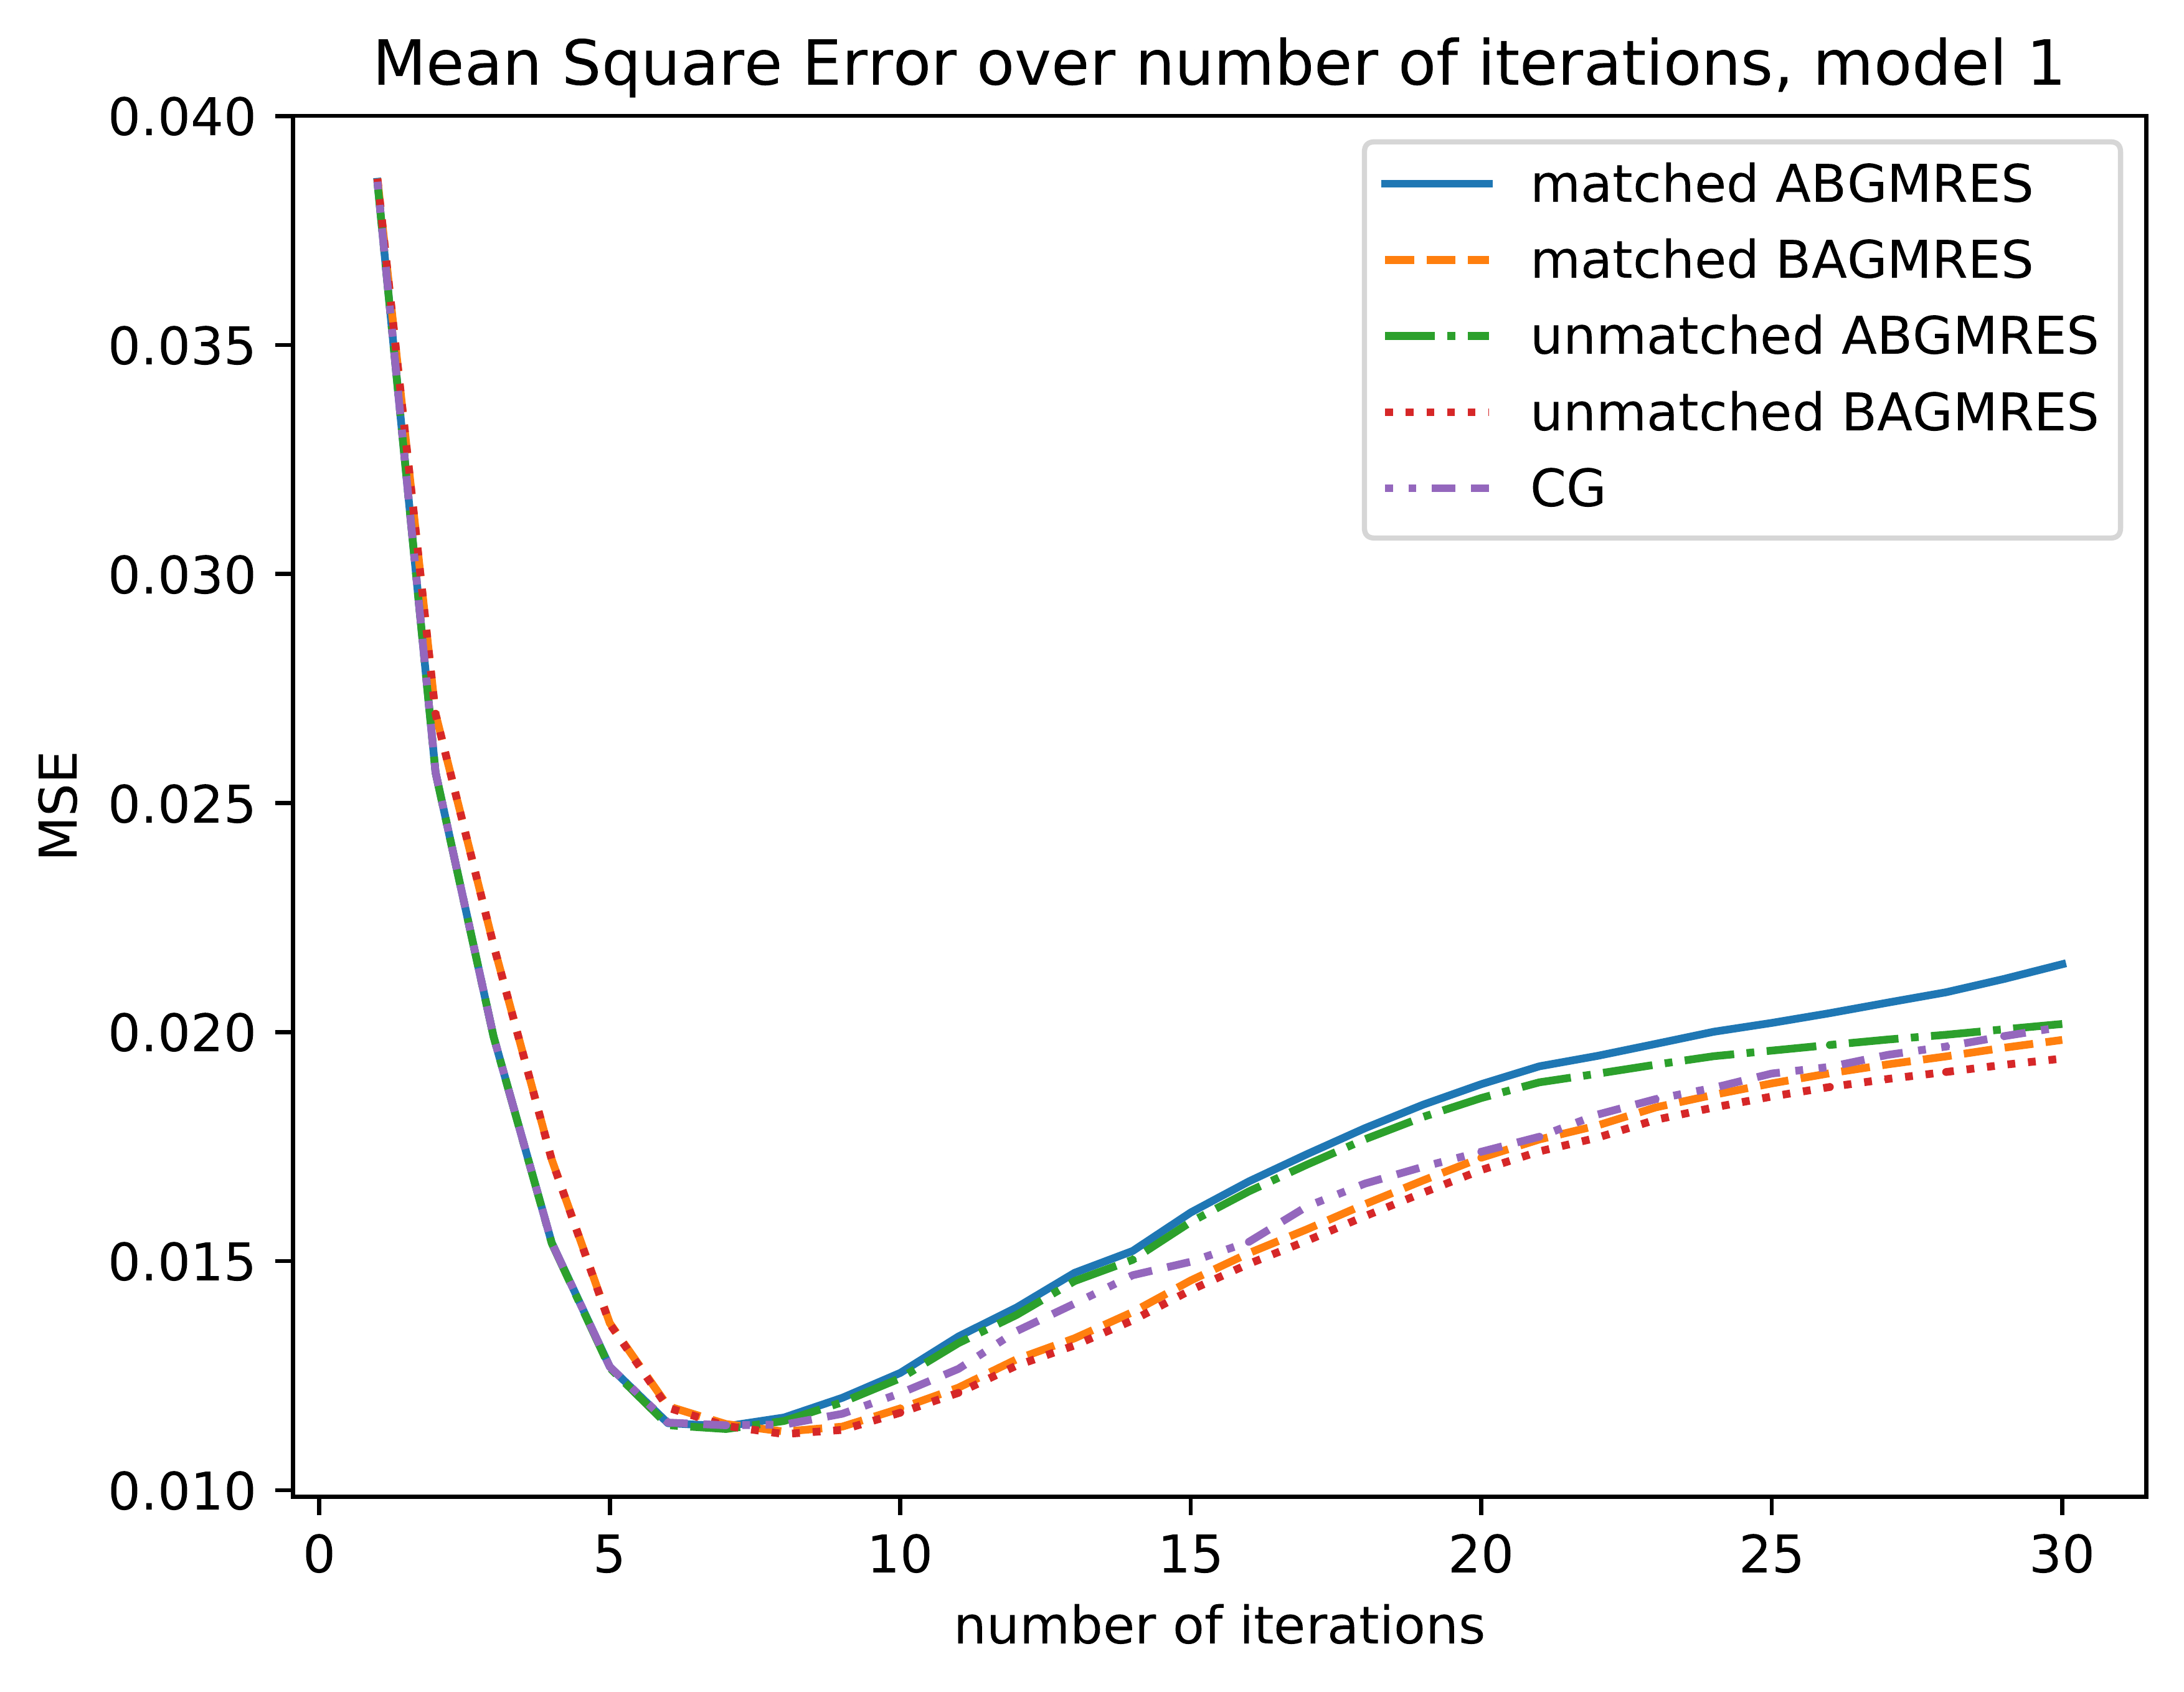 Mean Square Error over number of iterations, model 1
0.040
0.035
0.030
0.025
0.020
0.015
0.010
MSE
matched ABGMRES
matched BAGMRES
unmatched ABGMRES
unmatched BAGMRES
CG
0 5 10 15 20 25 30
number of iterations